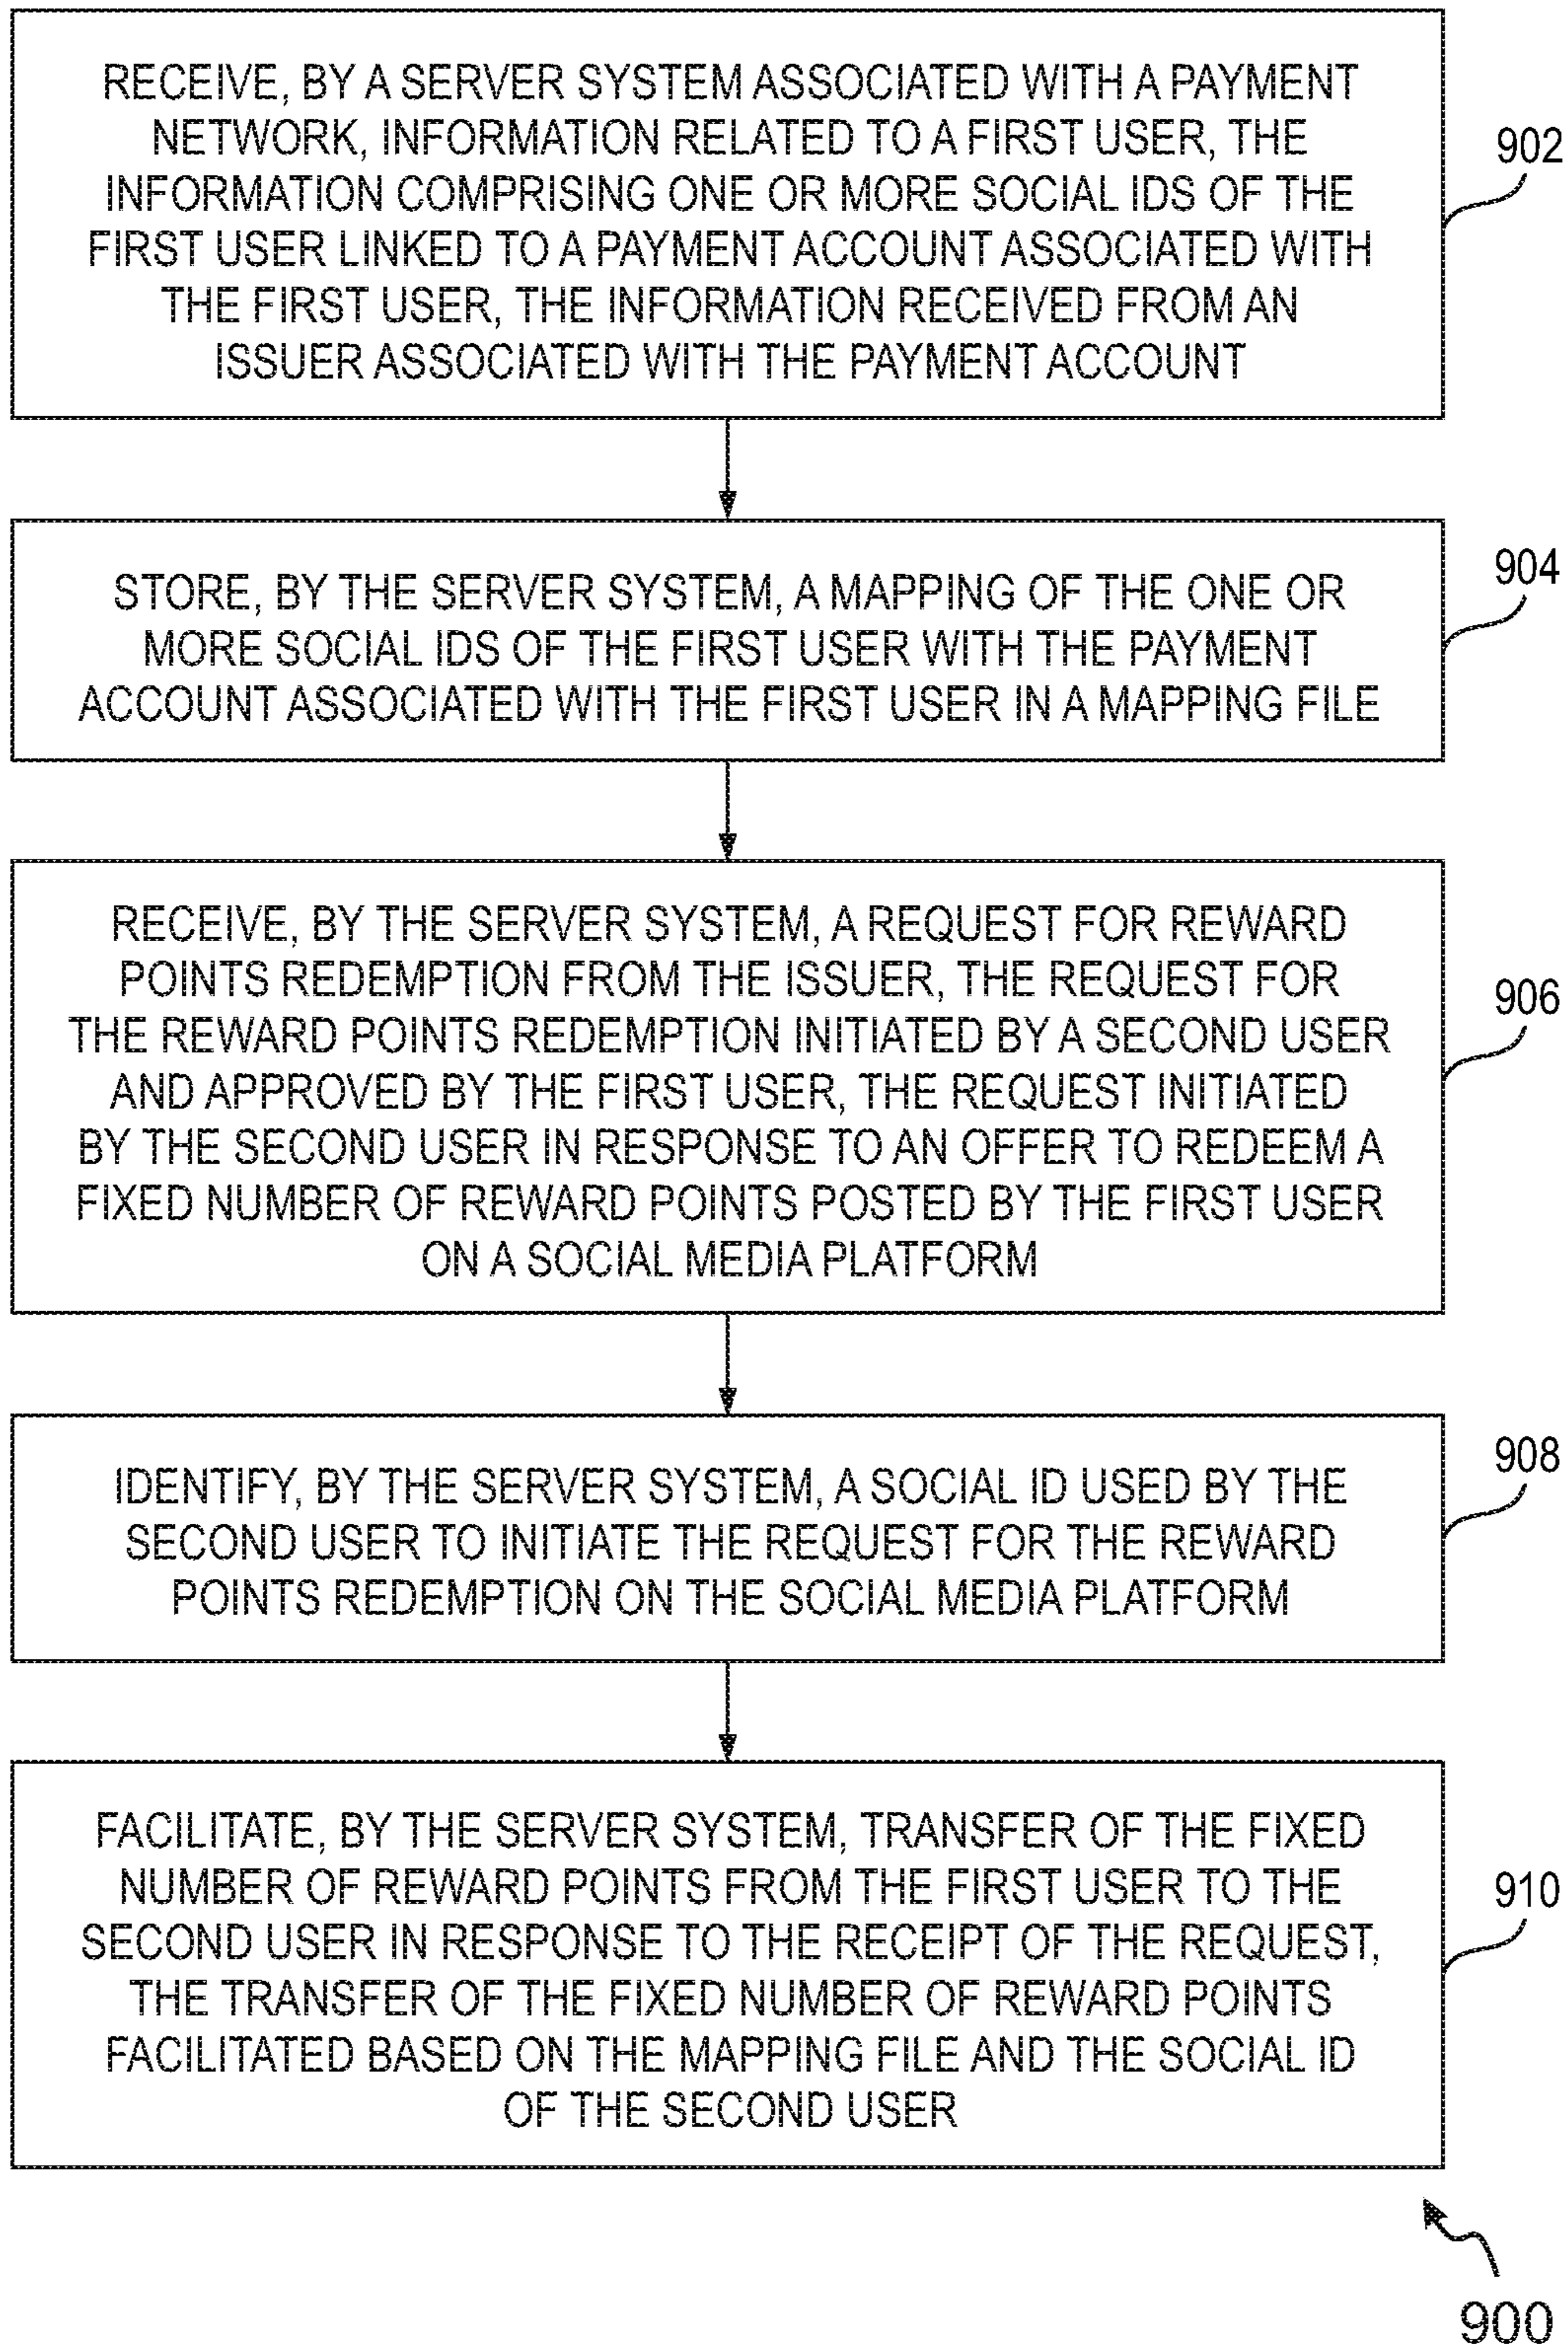 RECEIVE, BY A SERVER SYSTEM ASSOCIATED WITH A PAYMENT
NETWORK, INFORMATION RELATED TO A FIRST USER, THE
INFORMATION COMPRISING ONE OR MORE SOCIAL IDS OF THE
FIRST USER LINKED TO A PAYMENT ACCOUNT ASSOCIATED WITH
THE FIRST USER, THE INFORMATION RECEIVED FROM AN
ISSUER ASSOCIATED WITH THE PAYMENT ACCOUNT
902
STORE, BY THE SERVER SYSTEM, A MAPPING OF THE ONE OR
MORE SOCIAL IDS OF THE FIRST USER WITH THE PAYMENT
ACCOUNT ASSOCIATED WITH THE FIRST USER IN A MAPPING FILE
904
RECEIVE, BY THE SERVER SYSTEM, A REQUEST FOR REWARD
POINTS REDEMPTION FROM THE ISSUER, THE REQUEST FOR
THE REWARD POINTS REDEMPTION INITIATED BY A SECOND USER
AND APPROVED BY THE FIRST USER, THE REQUEST INITIATED
BY THE SECOND USER IN RESPONSE TO AN OFFER TO REDEEM A
FIXED NUMBER OF REWARD POINTS POSTED BY THE FIRST USER
ON A SOCIAL MEDIA PLATFORM
906
IDENTIFY, BY THE SERVER SYSTEM, A SOCIAL ID USED BY THE
SECOND USER TO INITIATE THE REQUEST FOR THE REWARD
POINTS REDEMPTION ON THE SOCIAL MEDIA PLATFORM
908
FACILITATE, BY THE SERVER SYSTEM, TRANSFER OF THE FIXED
NUMBER OF REWARD POINTS FROM THE FIRST USER TO THE
SECOND USER IN RESPONSE TO THE RECEIPT OF THE REQUEST,
THE TRANSFER OF THE FIXED NUMBER OF REWARD POINTS
FACILITATED BASED ON THE MAPPING FILE AND THE SOCIAL ID
OF THE SECOND USER
910
900